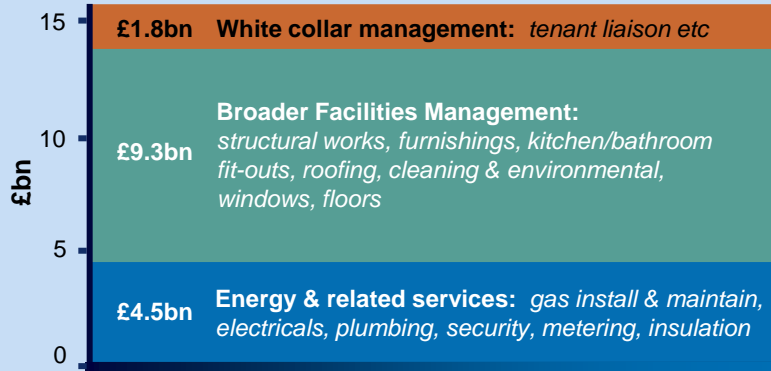 £bn
15
10
5
0
£1.8bn White collar management: tenant liaison etc
£9.3bn
Broader Facilities Management:
structural works, furnishings, kitchen/bathroom
fit-outs, roofing, cleaning & environmental,
windows, floors
£4.5bn
Energy & related services: gas install & maintain,
electricals, plumbing, security, metering, insulation